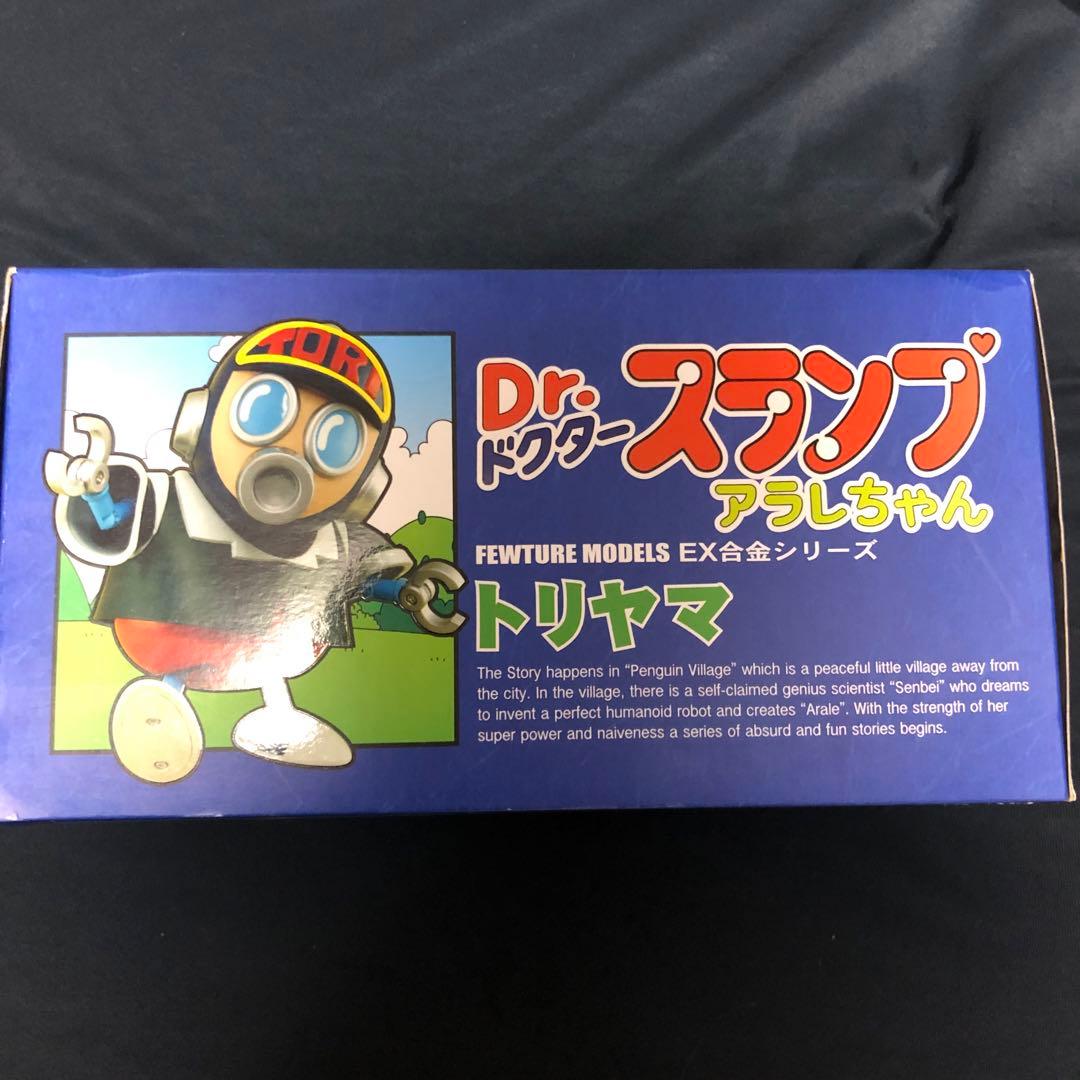 TORI
Dr.スランプ
ドクター
アラレちゃん
FEWTURE MODELS EX合金シリーズ
トリヤマ
The Story happens in “Penguin Village” which is a peaceful little village away from
the city. In the village, there is a self-claimed genius scientist “Senbei” who dreams
to invent a perfect humanoid robot and creates “Arale”. With the strength of her
super power and naiveness a series of absurd and fun stories begins.